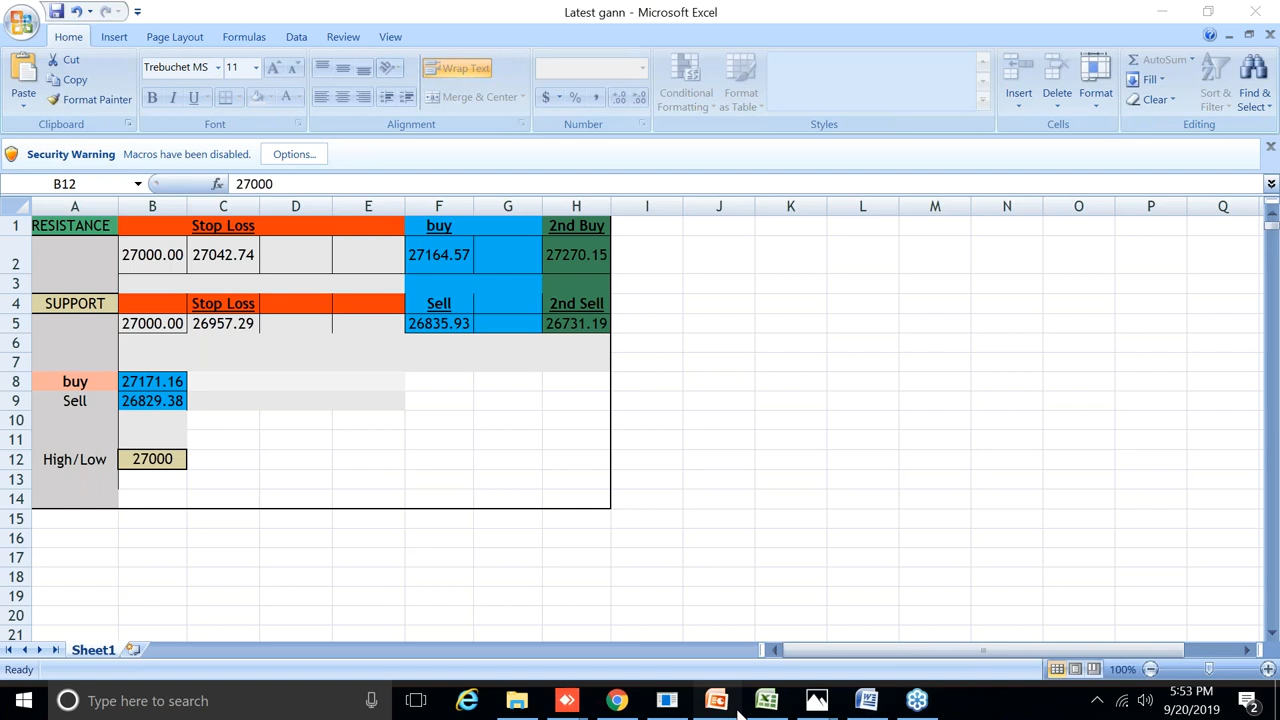 Latest gann - Microsoft Excel
Home Insert Page Layout Formulas Data Review View
Paste
Cut
Copy
Format Painter
Clipboard
Trebuchet MS 11
B I U
Font
Wrap Text
Merge & Center
Alignment
$ % ,
Number
Conditional Formatting
Format as Table
Styles
Insert Delete Format
Cells
AutoSum
Fill
Clear
Sort & Filter
Find & Select
Editing
Security Warning Macros have been disabled. Options...
B12 fx 27000
A B C D E F G H I J K L M N O P Q
1 RESISTANCE Stop Loss buy 2nd Buy
2 27000.00 27042.74 27164.57 27270.15
3
4 SUPPORT Stop Loss Sell 2nd Sell
5 27000.00 26957.29 26835.93 26731.19
6
7
8 buy 27171.16
9 Sell 26829.38
10
11
12 High/Low 27000
13
14
15
16
17
18
19
20
21
Sheet1
Ready 100%
Type here to search
5:53 PM
9/20/2019
2